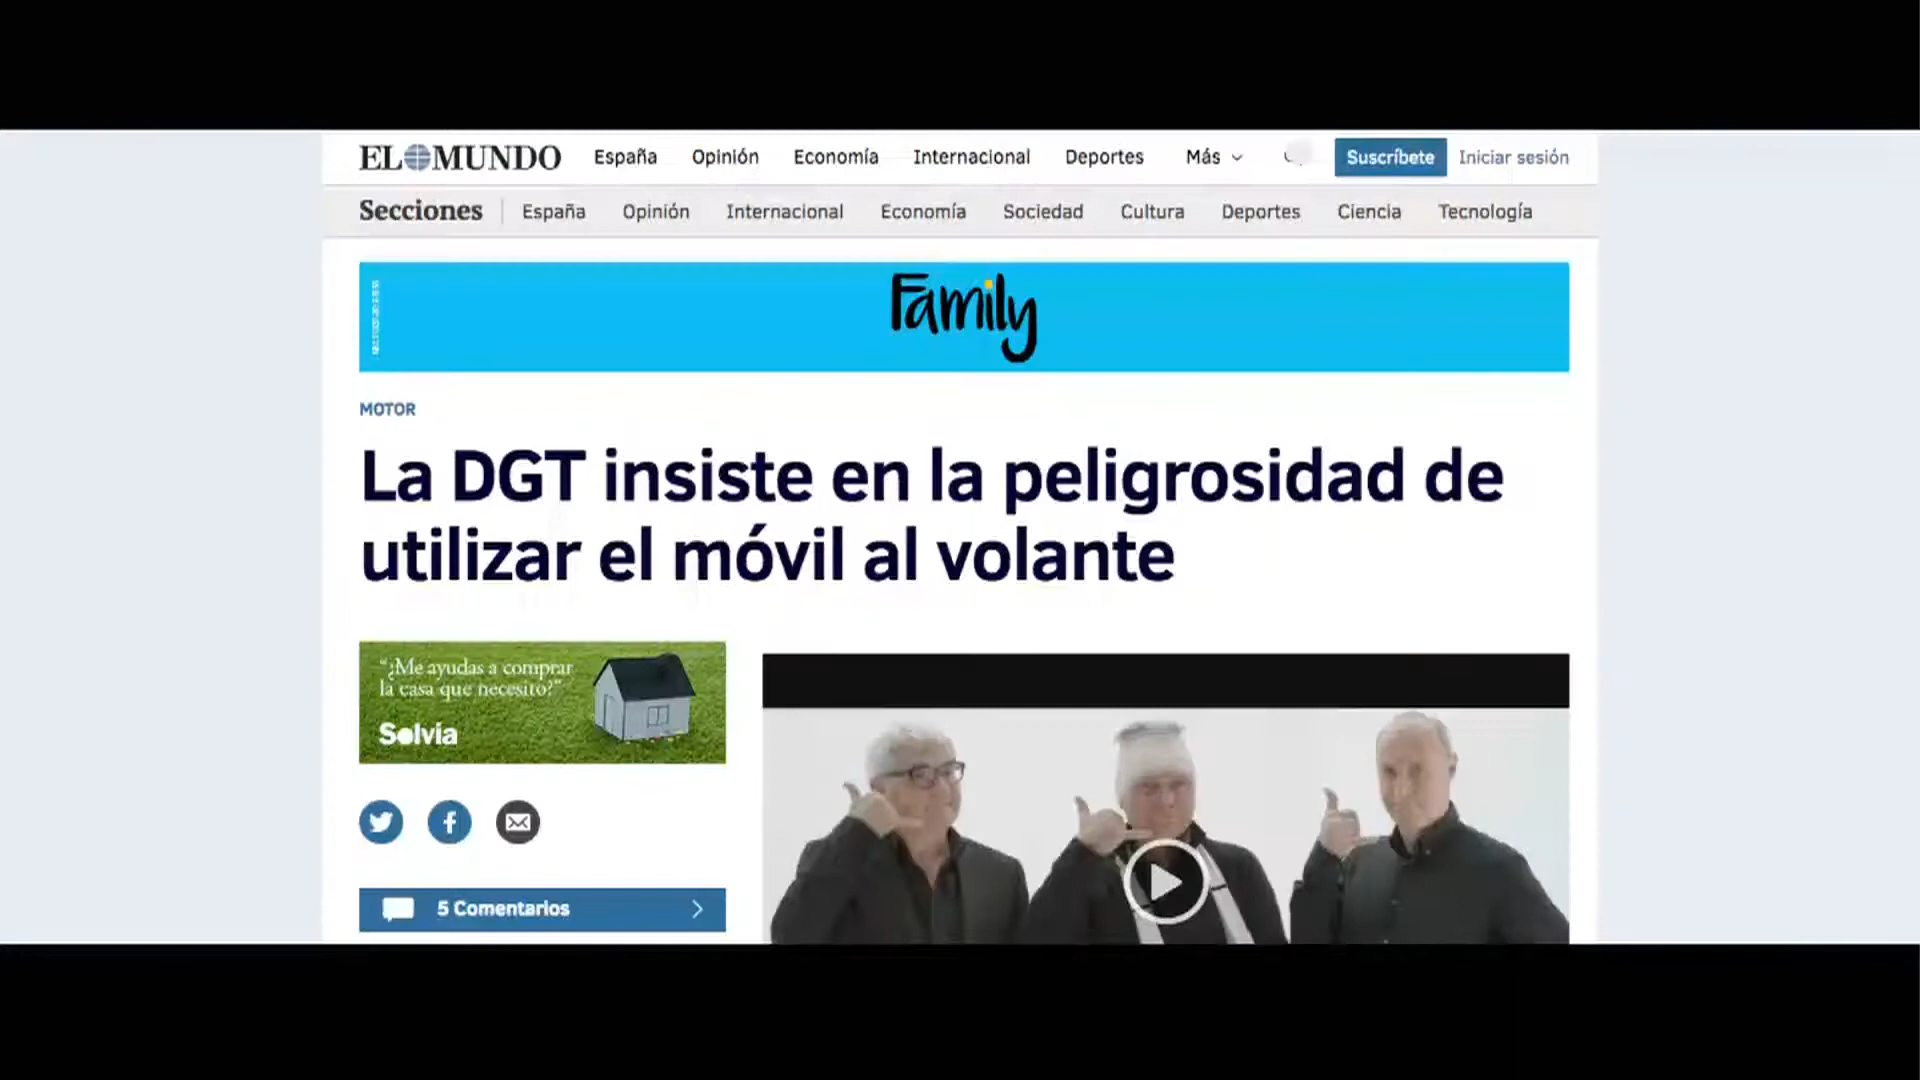 EL MUNDO España Opinión Economía Internacional Deportes Más Suscríbete Iniciar sesión
Secciones España Opinión Internacional Economía Sociedad Cultura Deportes Ciencia Tecnología
Family
MOTOR
La DGT insiste en la peligrosidad de
utilizar el móvil al volante
"¿Me ayudas a comprar
la casa que necesito?"
Solvia
5 Comentarios